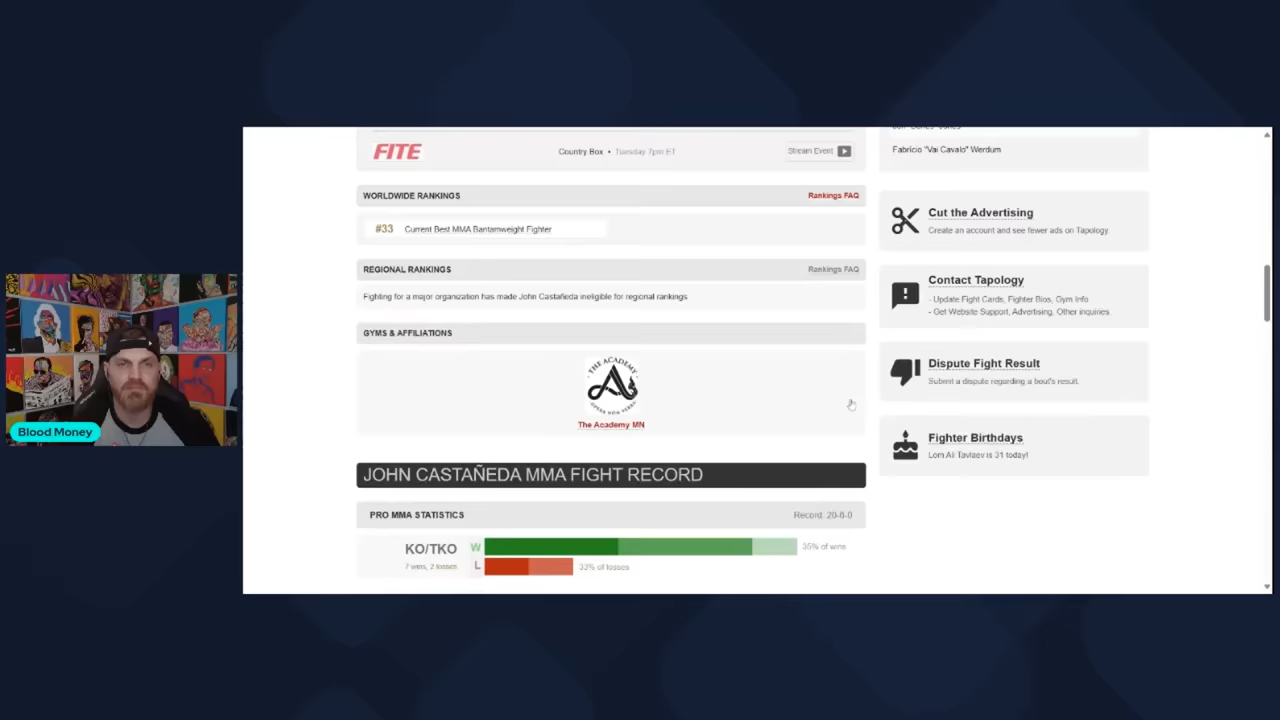 Fabrício "Vai Cavalo" Werdum
FITE
Country Box • Tuesday 7pm ET
Stream Event
WORLDWIDE RANKINGS
Rankings FAQ
#33 Current Best MMA Bantamweight Fighter
REGIONAL RANKINGS
Rankings FAQ
Fighting for a major organization has made John Castañeda ineligible for regional rankings
GYMS & AFFILIATIONS
THE ACADEMY
The Academy MN
JOHN CASTAÑEDA MMA FIGHT RECORD
PRO MMA STATISTICS
Record: 20-6-0
KO/TKO
7 wins, 2 losses
W
35% of wins
L
33% of losses
Cut the Advertising
Create an account and see fewer ads on Tapology.
Contact Tapology
- Update Fight Cards, Fighter Bios, Gym Info
- Get Website Support, Advertising, Other inquiries.
Dispute Fight Result
Submit a dispute regarding a bout's result.
Fighter Birthdays
Lom Ali Taviaev is 31 today!
Blood Money